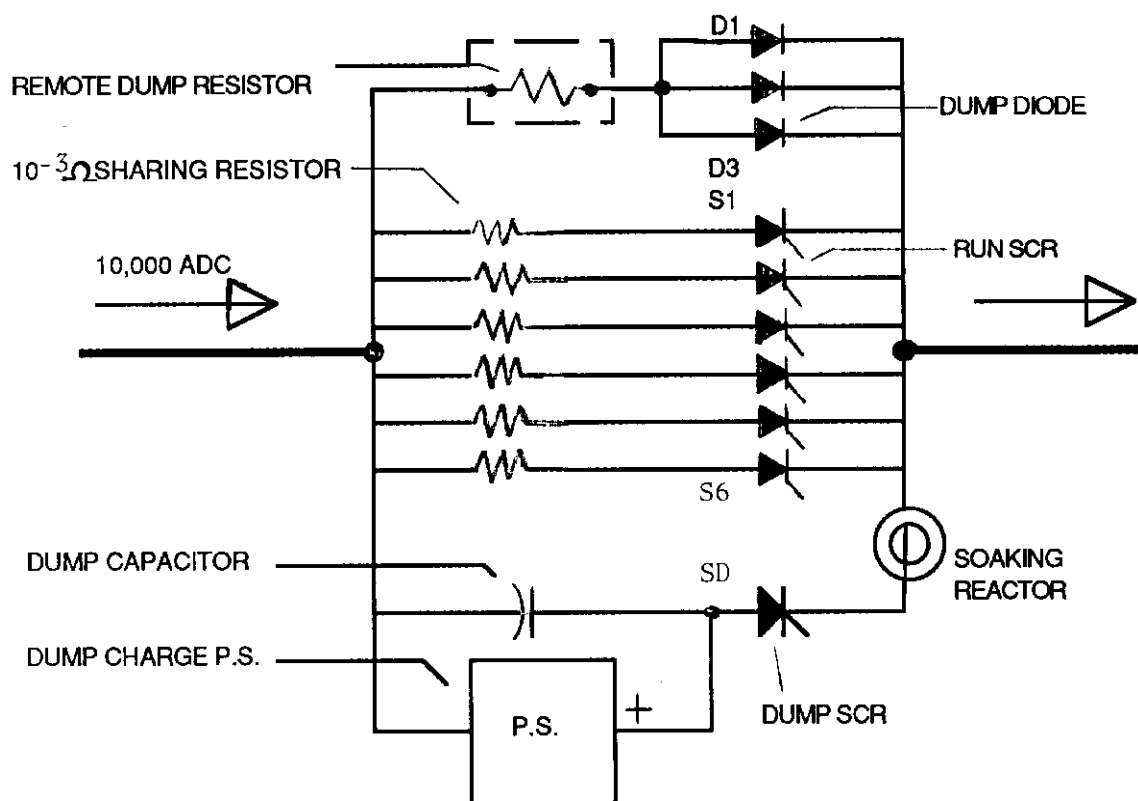 D1
REMOTE DUMP RESISTOR
DUMP DIODE
10⁻³Ω SHARING RESISTOR
D3
S1
RUN SCR
10,000 ADC
S6
DUMP CAPACITOR
SD
SOAKING
REACTOR
DUMP CHARGE P.S.
+
P.S.
DUMP SCR